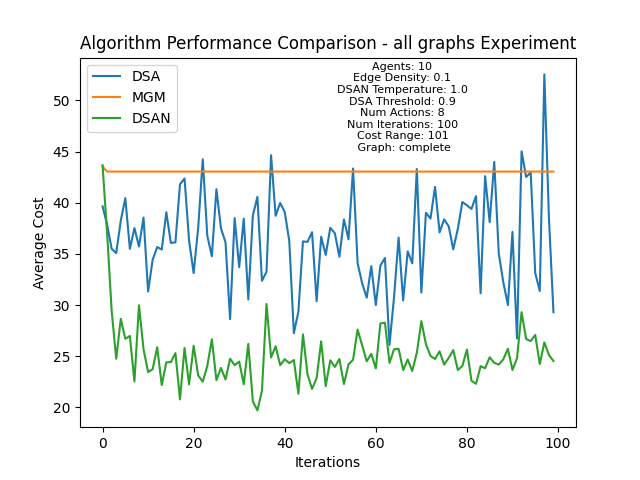 Algorithm Performance Comparison - all graphs Experiment
DSA
MGM
DSAN
Agents: 10
Edge Density: 0.1
DSAN Temperature: 1.0
DSA Threshold: 0.9
Num Actions: 8
Num Iterations: 100
Cost Range: 101
Graph: complete
Average Cost
50
45
40
35
30
25
20
0 20 40 60 80 100
Iterations